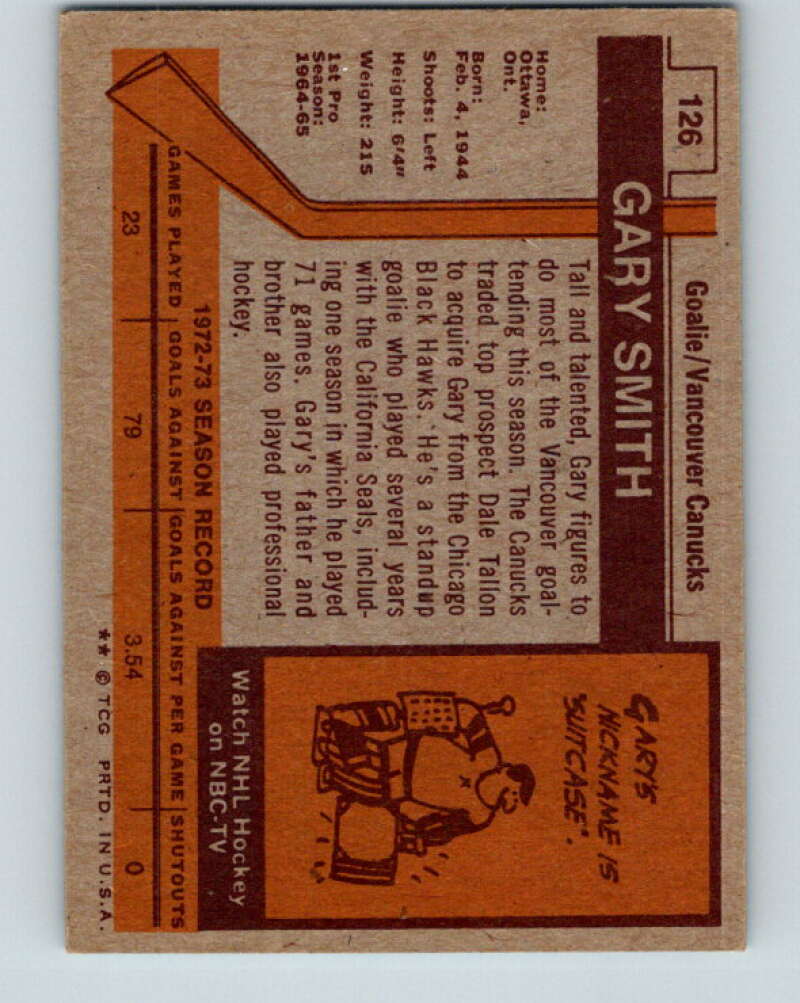 126
Goalie/Vancouver Canucks
GARY SMITH
Home:
Ottawa,
Ont.
Born:
Feb. 4, 1944
Shoots: Left
Height: 6'4"
Weight: 215
1st Pro
Season:
1964-65
Tall and talented, Gary figures to
do most of the Vancouver goal-
tending this season. The Canucks
traded top prospect Dale Tallon
to acquire Gary from the Chicago
Black Hawks. He's a standup
goalie who played several years
with the California Seals, includ-
ing one season in which he played
71 games. Gary's father and
brother also played professional
hockey.
GARY'S
NICKNAME IS
"SUITCASE".
Watch NHL Hockey
on NBC-TV
1972-73 SEASON RECORD
GAMES PLAYED GOALS AGAINST GOALS AGAINST PER GAME SHUTOUTS
23 79 3.54 0
** © TCG PRTD. IN U.S.A.